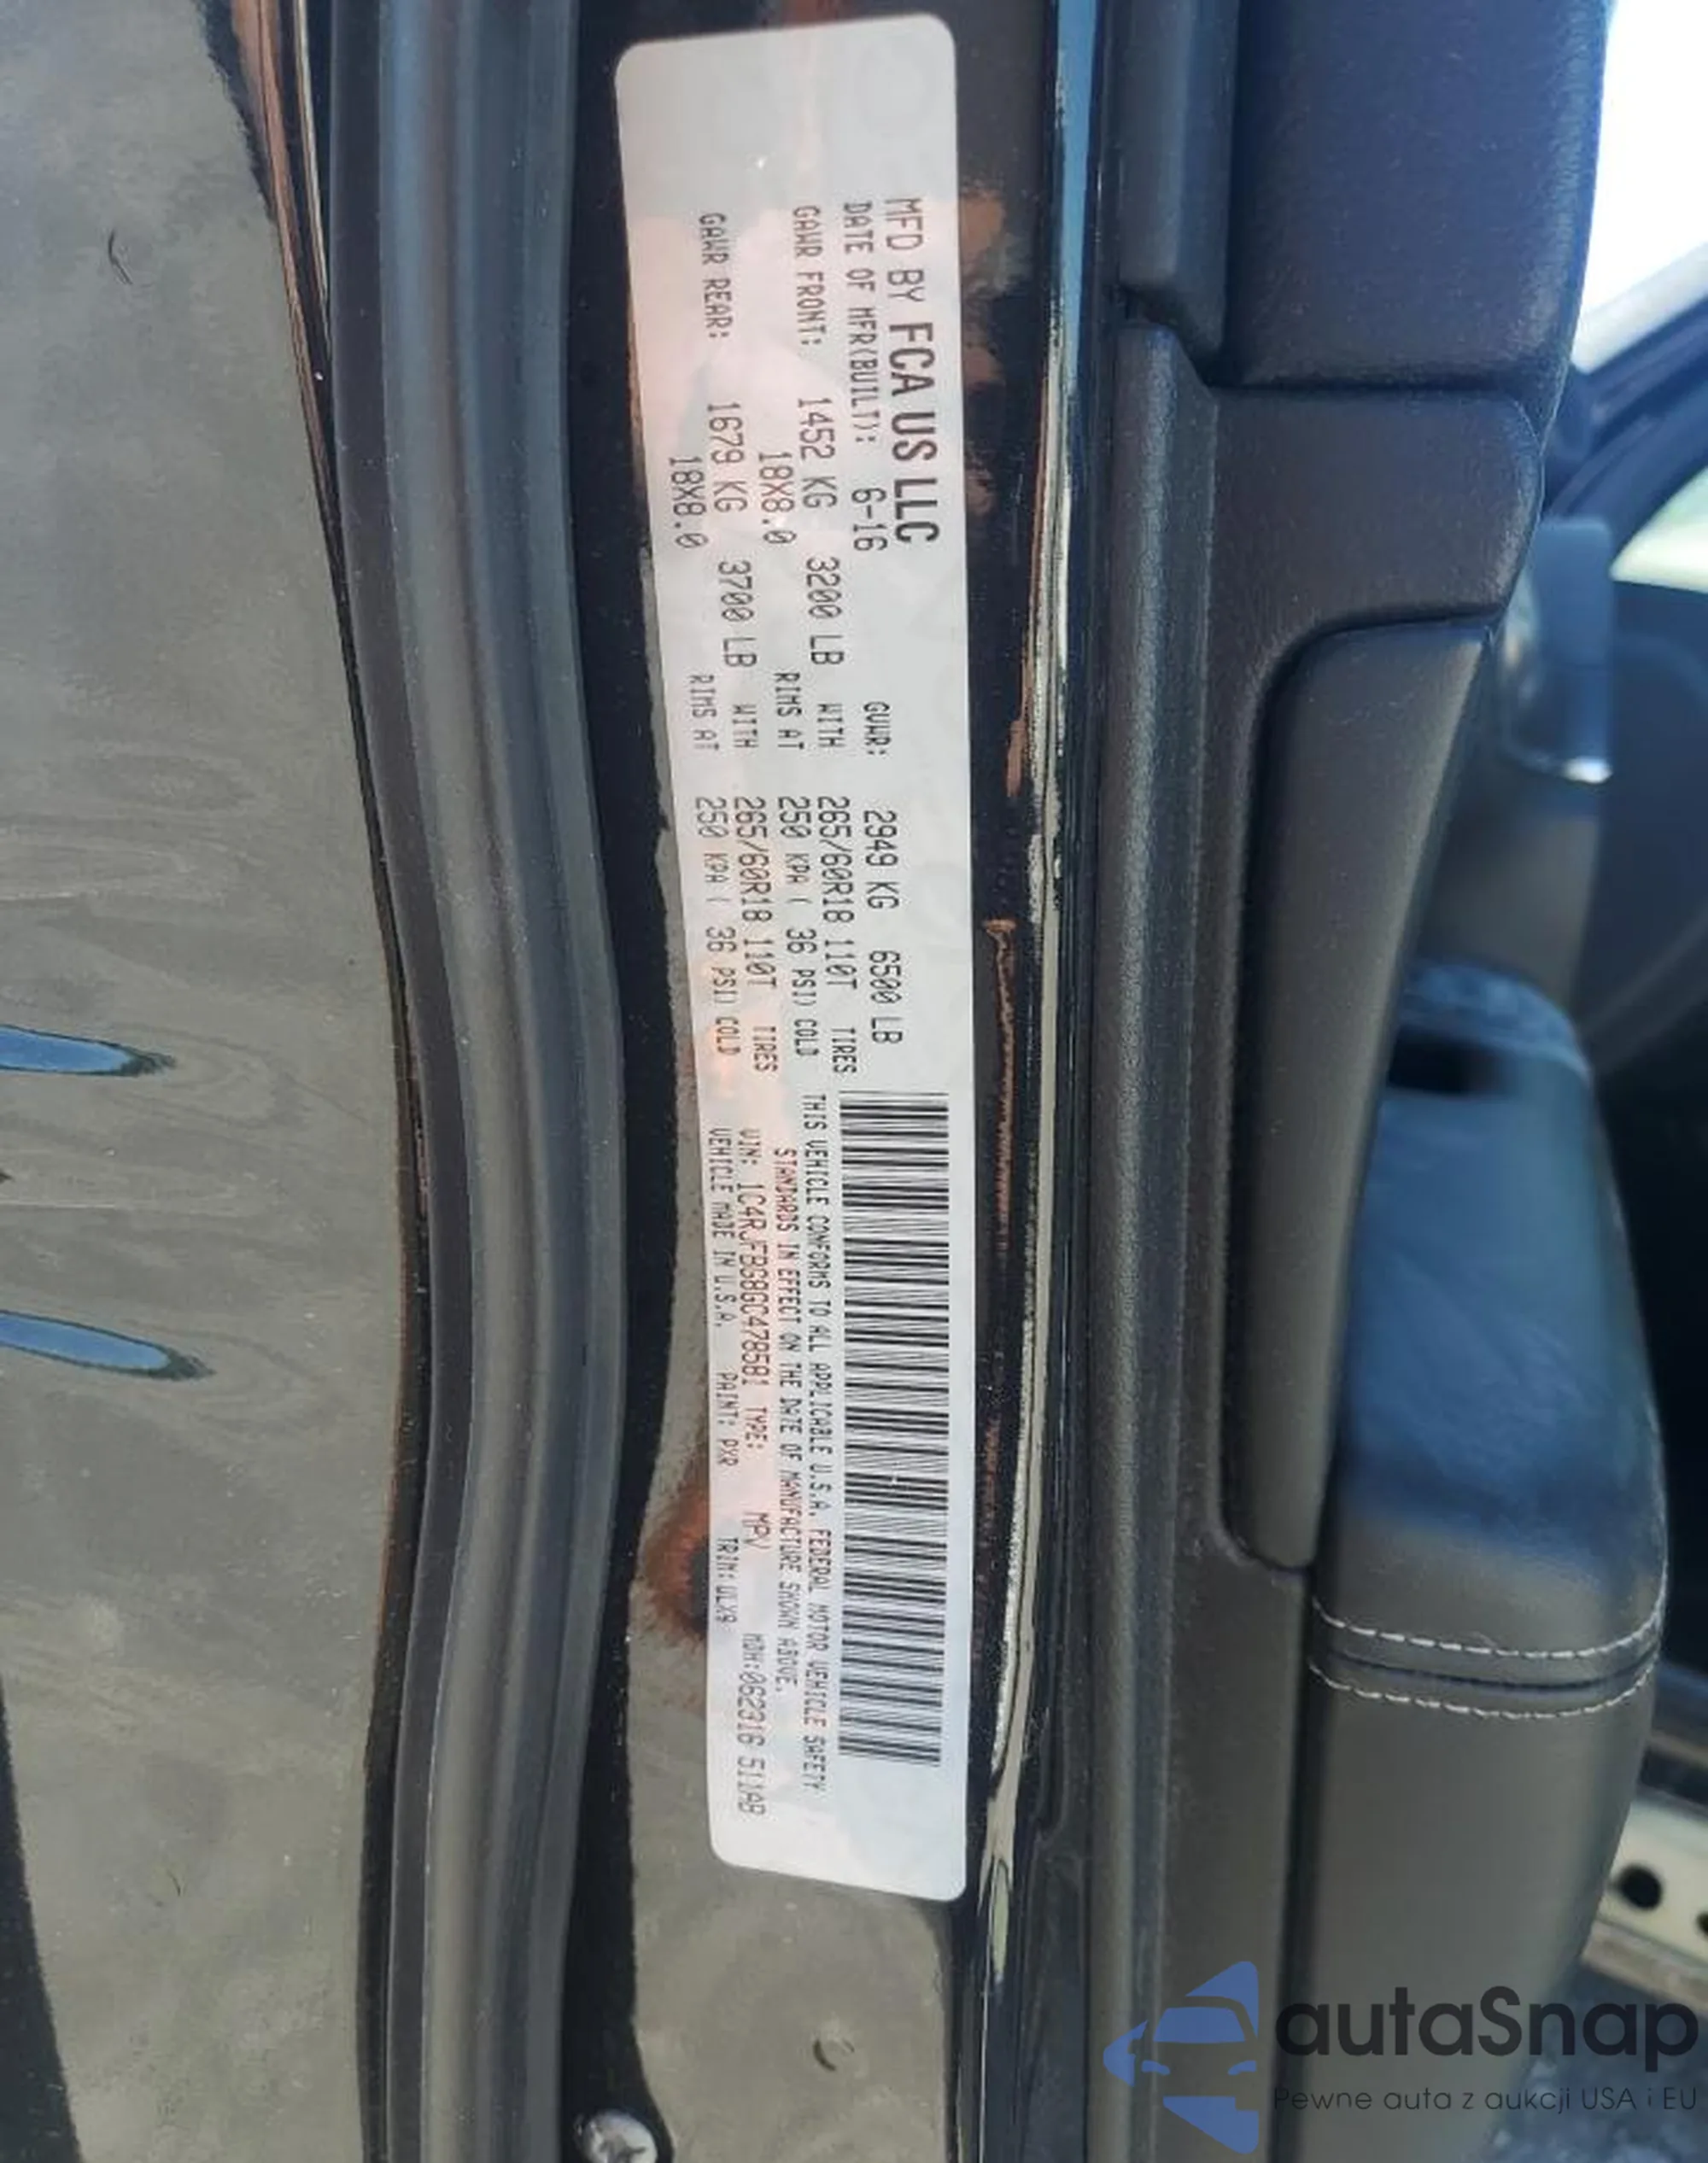 MFD BY FCA US LLC
DATE OF MFR(BUILT): 6-16 GVWR: 2949 KG 6500 LB
GAWR FRONT: 1452 KG 3200 LB WITH 265/60R18 110T TIRES
18X8.0 RIMS AT 250 KPA ( 36 PSI) COLD
GAWR REAR: 1679 KG 3700 LB WITH 265/60R18 110T TIRES
18X8.0 RIMS AT 250 KPA ( 36 PSI) COLD
THIS VEHICLE CONFORMS TO ALL APPLICABLE U.S.A. FEDERAL MOTOR VEHICLE SAFETY
STANDARDS IN EFFECT ON THE DATE OF MANUFACTURE SHOWN ABOVE.
VIN: 1C4RJFBG8GC478581 TYPE: MPV MDH:062316 511AB
VEHICLE MADE IN U.S.A. PAINT: PXR TRIM:
autaSnap
Pewne auta z aukcji USA i EU